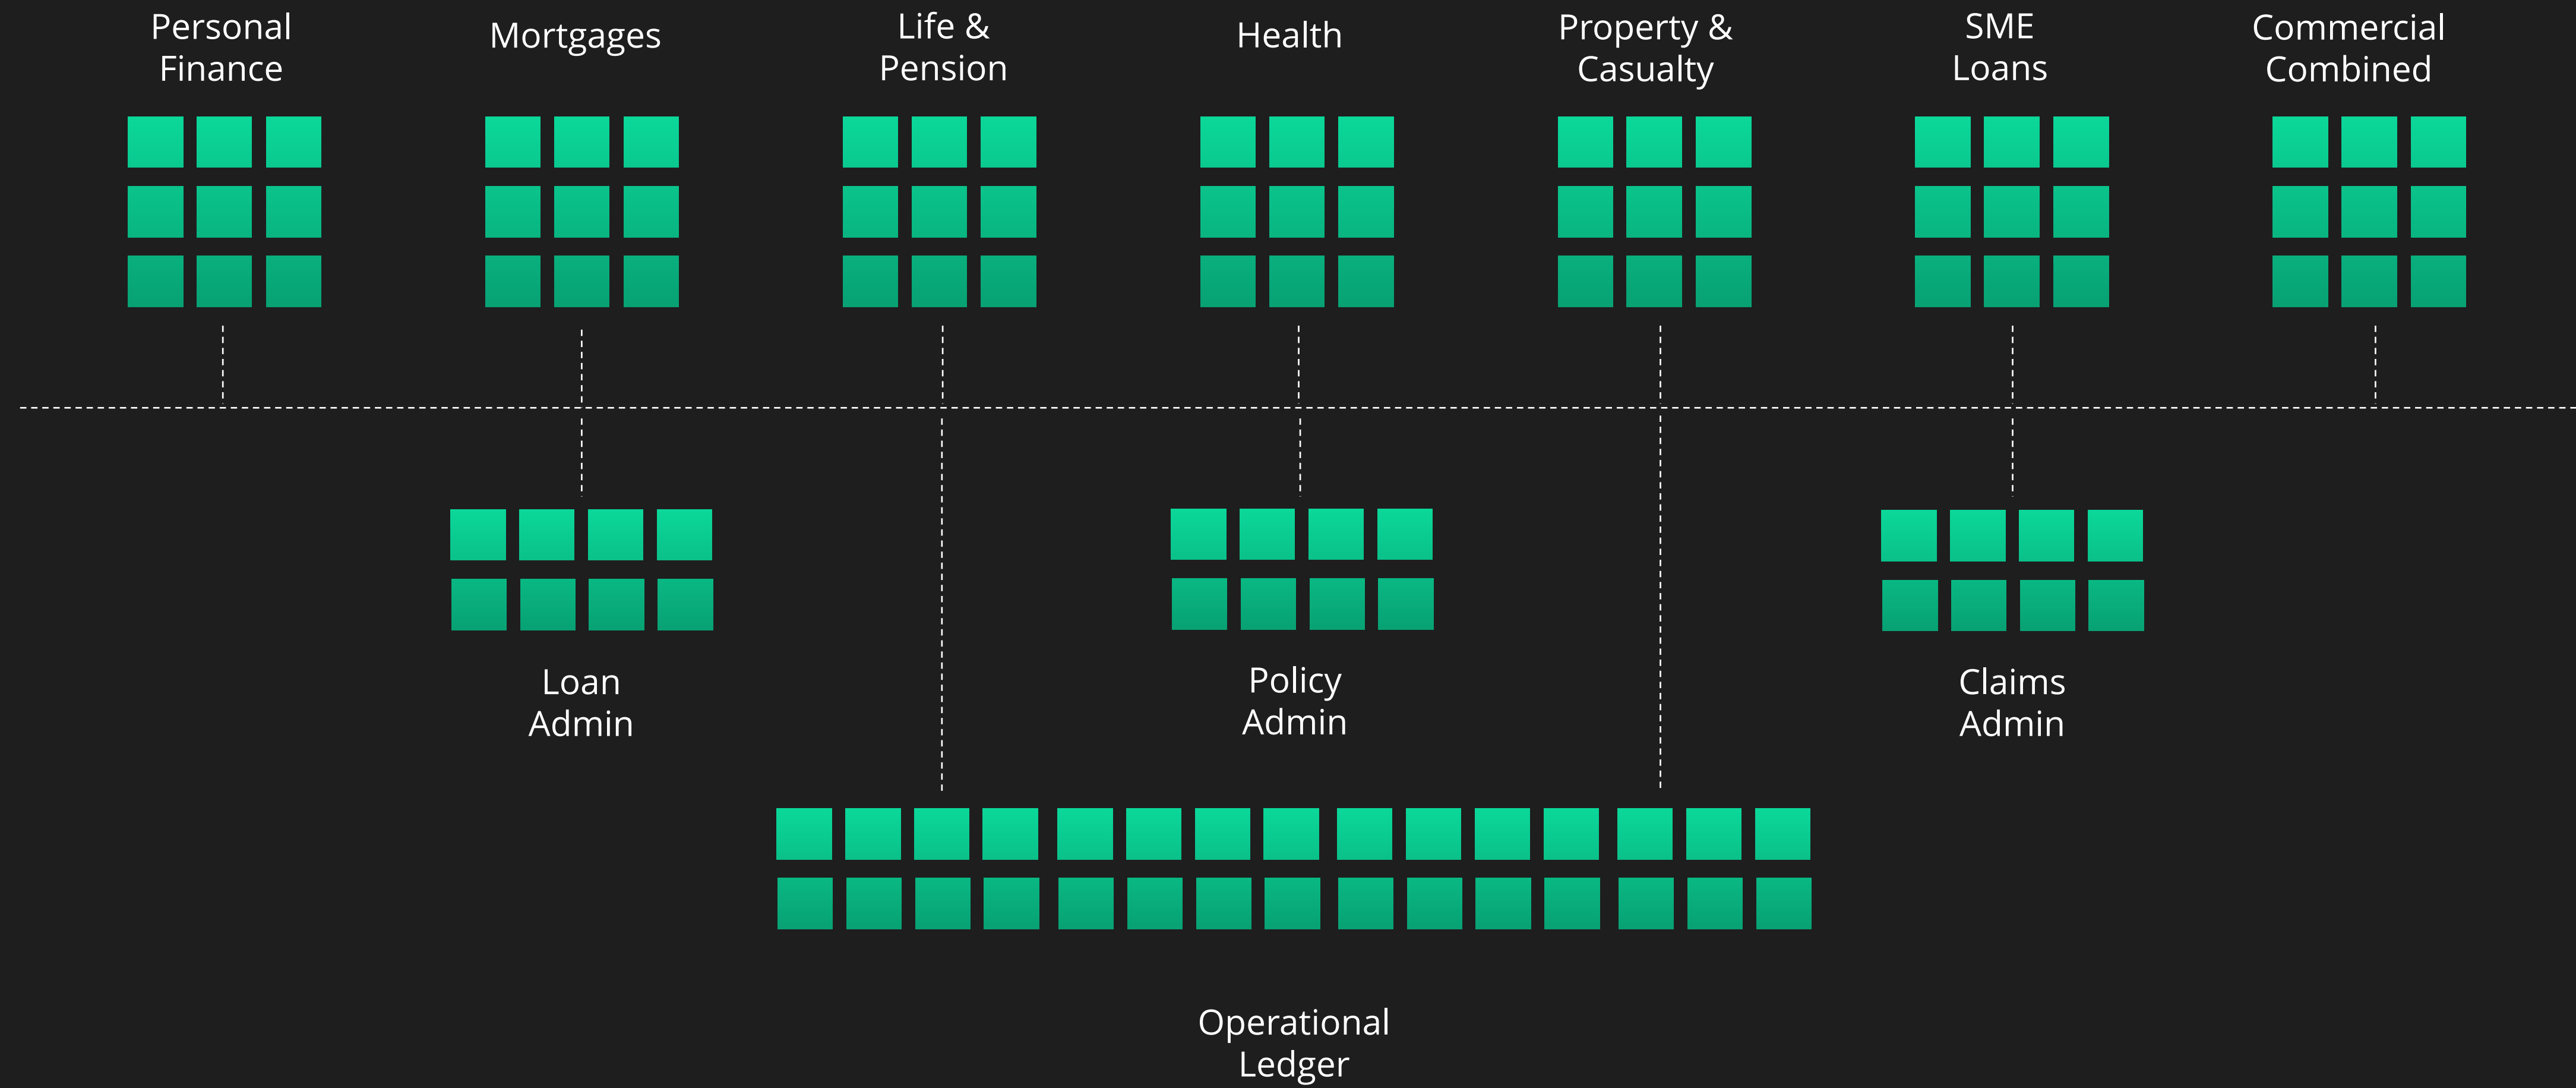 Personal
Finance
Mortgages
Life &
Pension
Health
Property &
Casualty
SME
Loans
Commercial
Combined
Loan
Admin
Policy
Admin
Claims
Admin
Operational
Ledger